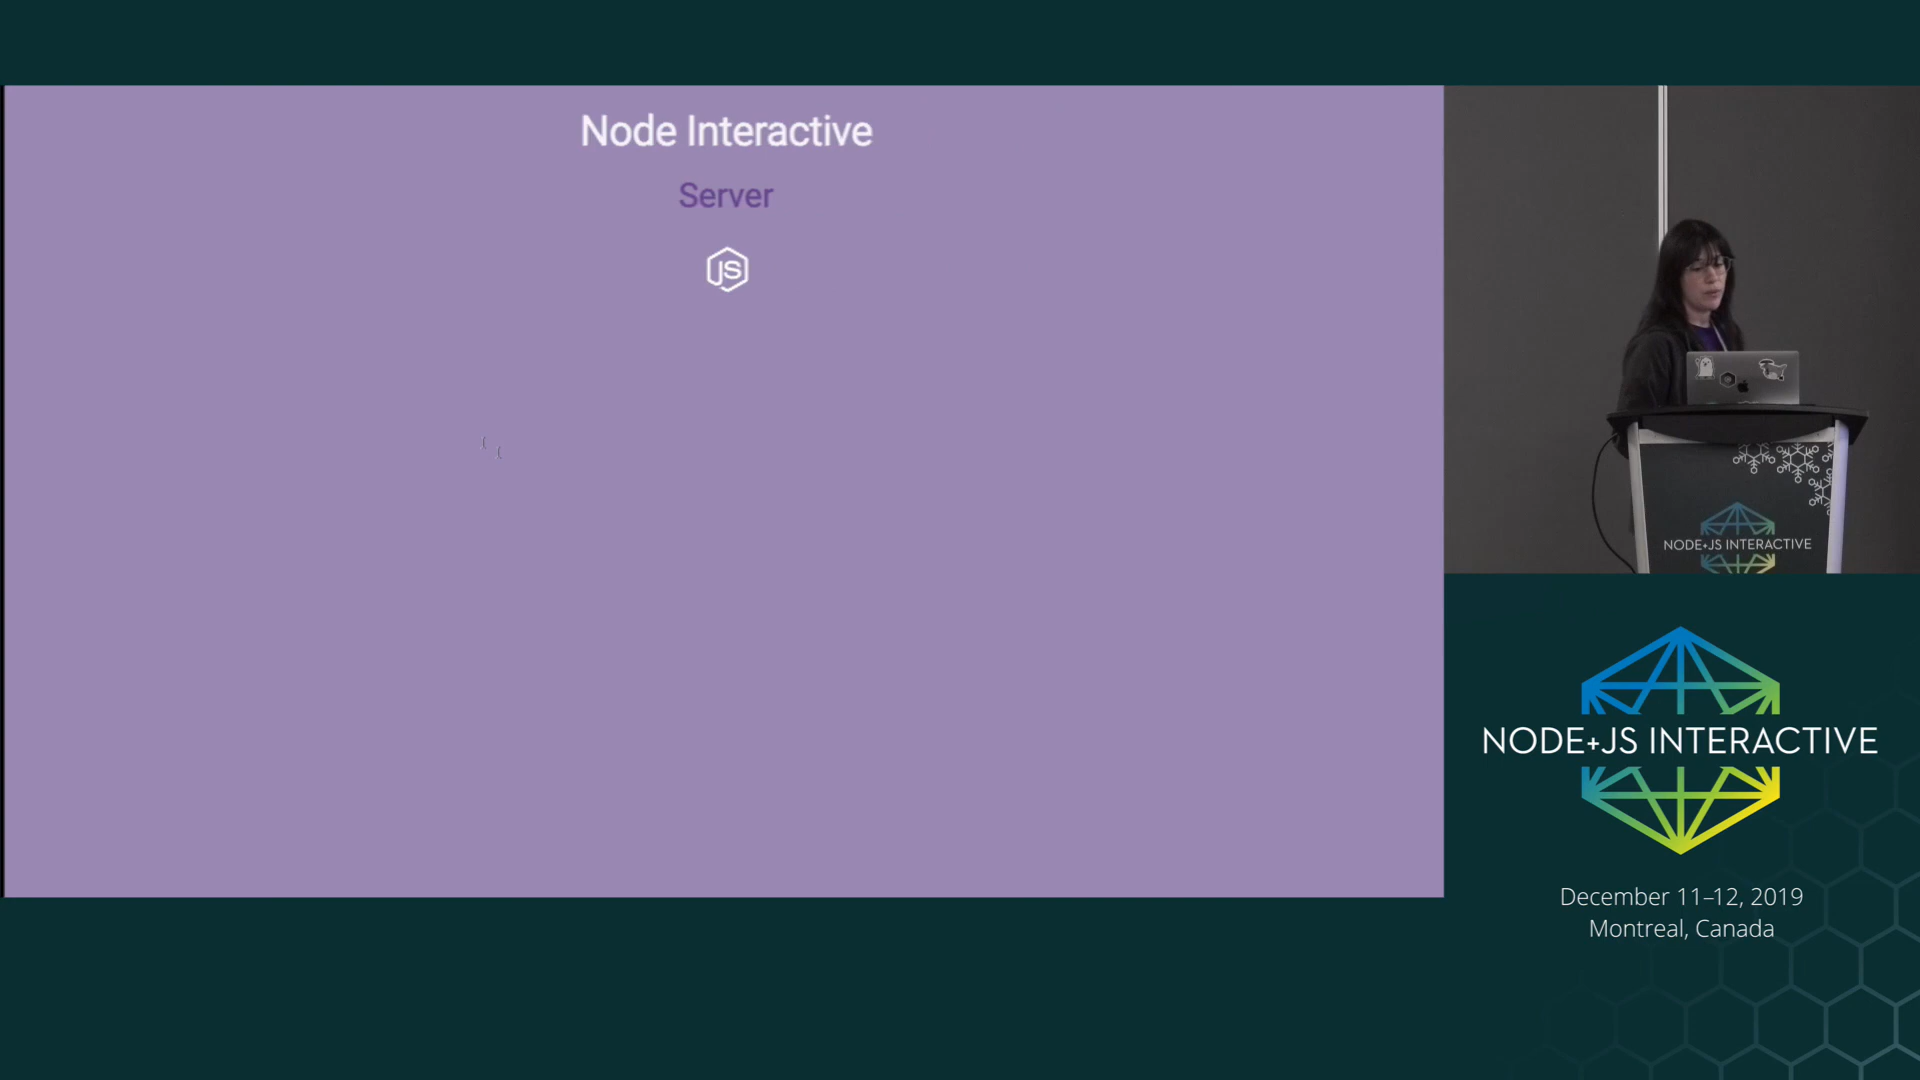 Node Interactive
Server
JS
NODE+JS INTERACTIVE
NODE+JS INTERACTIVE
December 11–12, 2019
Montreal, Canada